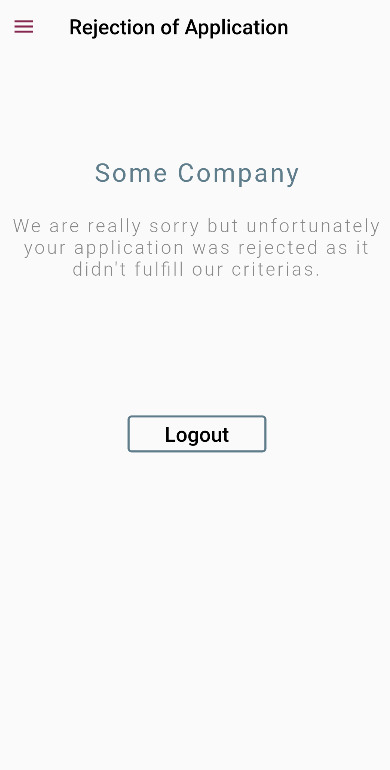 Rejection of Application
Some Company
We are really sorry but unfortunately
your application was rejected as it
didn't fulfill our criterias.
Logout